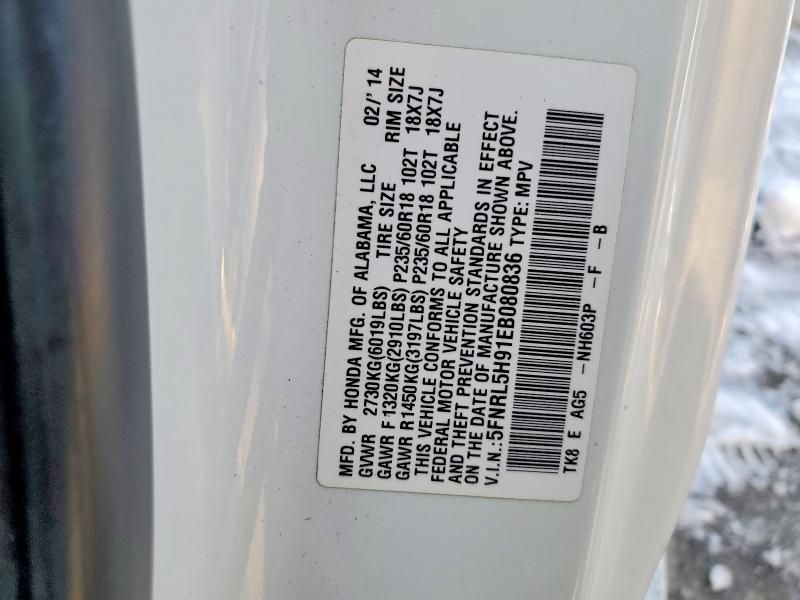 MFD. BY HONDA MFG. OF ALABAMA, LLC 02/' 14
GVWR 2730KG(6019LBS) TIRE SIZE RIM SIZE
GAWR F1320KG(2910LBS) P235/60R18 102T 18X7J
GAWR R1450KG(3197LBS) P235/60R18 102T 18X7J
THIS VEHICLE CONFORMS TO ALL APPLICABLE
FEDERAL MOTOR VEHICLE SAFETY
AND THEFT PREVENTION STANDARDS IN EFFECT
ON THE DATE OF MANUFACTURE SHOWN ABOVE.
V.I.N.:5FNRL5H91EB080836 TYPE: MPV
TK8 E AG5 -NH603P -F -B